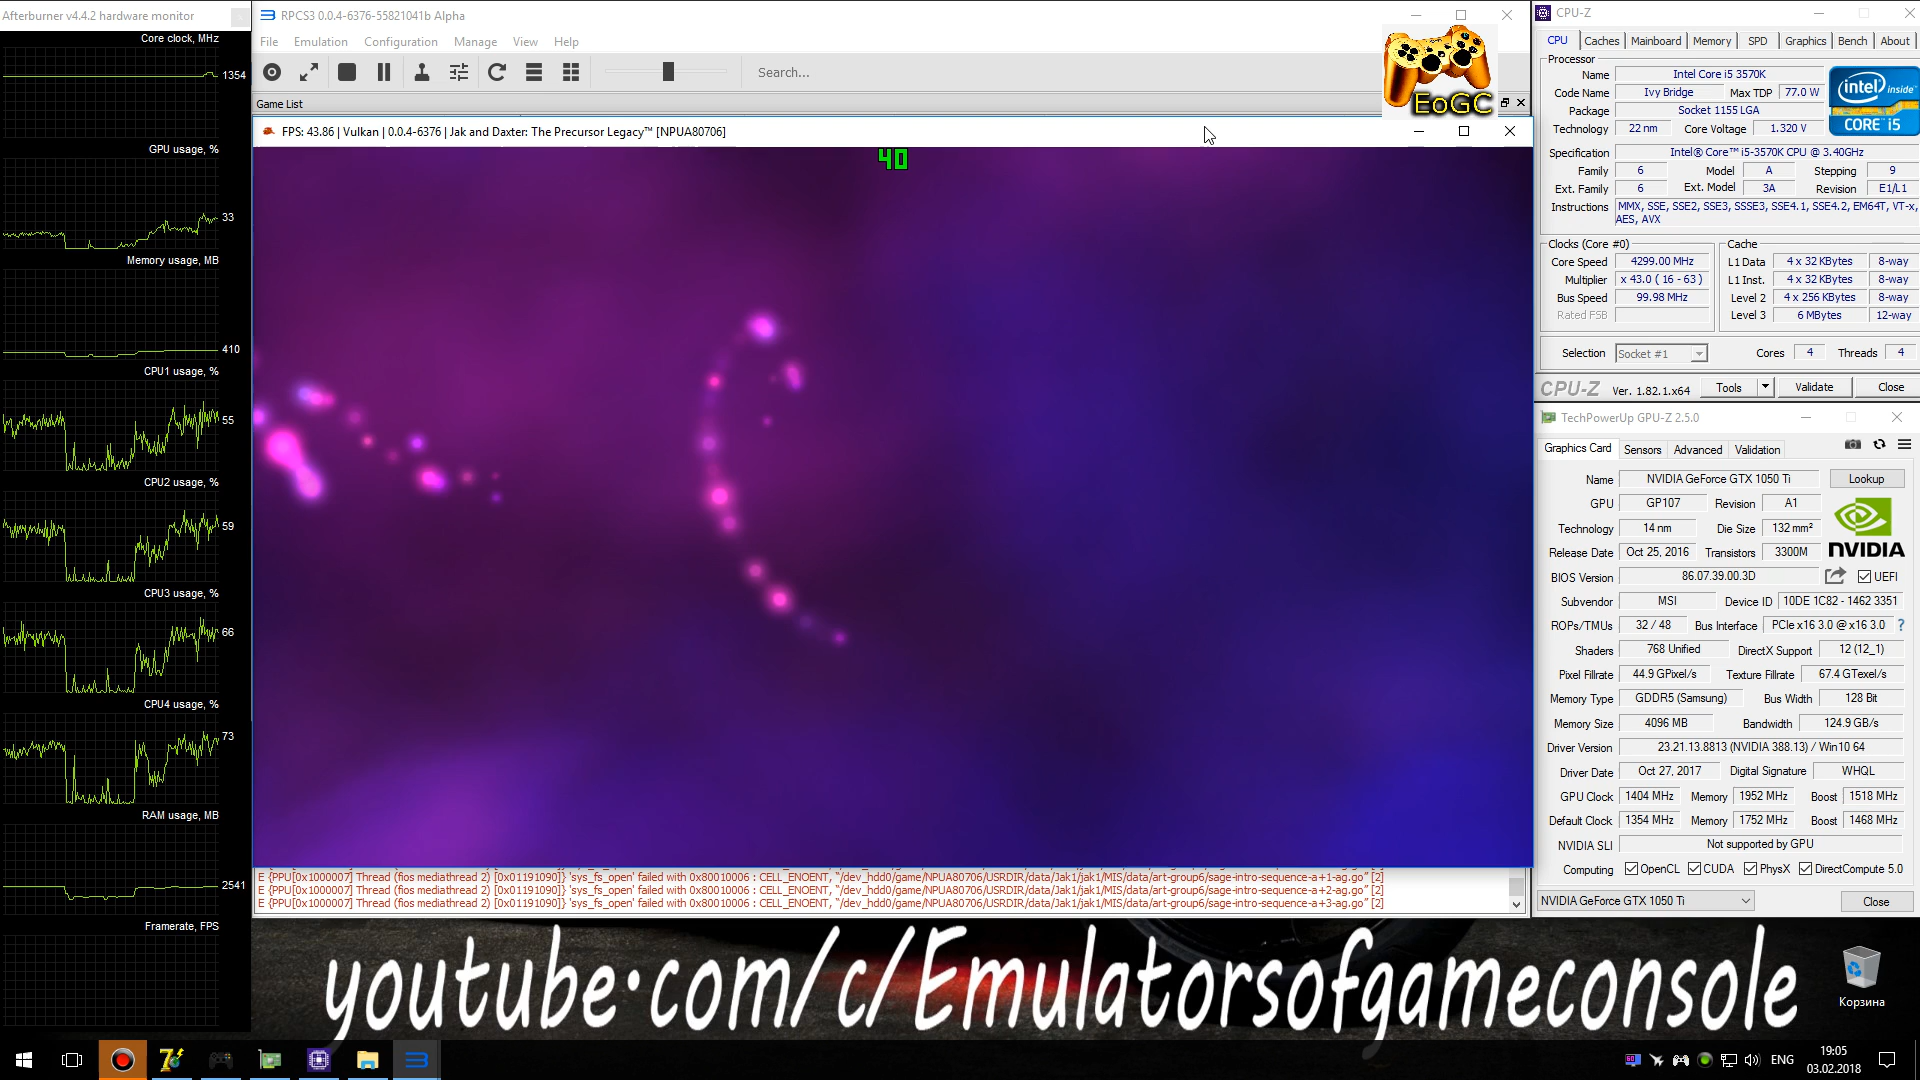 Afterburner v4.4.2 hardware monitor
Core clock, MHz
1354
GPU usage, %
33
Memory usage, MB
410
CPU1 usage, %
55
CPU2 usage, %
59
CPU3 usage, %
66
CPU4 usage, %
73
RAM usage, MB
2541
Framerate, FPS
RPCS3 0.0.4-6376-55821041b Alpha
File Emulation Configuration Manage View Help
Search...
EoGC
Game List
FPS: 43.86 | Vulkan | 0.0.4-6376 | Jak and Daxter: The Precursor Legacy™ [NPUA80706]
40
E {PPU[0x1000007] Thread (fios mediathread 2) [0x01191090]} 'sys_fs_open' failed with 0x80010006 : CELL_ENOENT, “/dev_hdd0/game/NPUA80706/USRDIR/data/Jak1/jak1/MIS/data/art-group6/sage-intro-sequence-a+1-ag.go” [2]
E {PPU[0x1000007] Thread (fios mediathread 2) [0x01191090]} 'sys_fs_open' failed with 0x80010006 : CELL_ENOENT, “/dev_hdd0/game/NPUA80706/USRDIR/data/Jak1/jak1/MIS/data/art-group6/sage-intro-sequence-a+2-ag.go” [2]
E {PPU[0x1000007] Thread (fios mediathread 2) [0x01191090]} 'sys_fs_open' failed with 0x80010006 : CELL_ENOENT, “/dev_hdd0/game/NPUA80706/USRDIR/data/Jak1/jak1/MIS/data/art-group6/sage-intro-sequence-a+3-ag.go” [2]
CPU-Z
CPU Caches Mainboard Memory SPD Graphics Bench About
Processor
Name Intel Core i5 3570K
Code Name Ivy Bridge Max TDP 77.0 W
Package Socket 1155 LGA
Technology 22 nm Core Voltage 1.320 V
intel inside™
CORE i5
Specification Intel® Core™ i5-3570K CPU @ 3.40GHz
Family 6 Model A Stepping 9
Ext. Family 6 Ext. Model 3A Revision E1/L1
Instructions MMX, SSE, SSE2, SSE3, SSSE3, SSE4.1, SSE4.2, EM64T, VT-x,
AES, AVX
Clocks (Core #0)
Core Speed 4299.00 MHz
Multiplier x 43.0 ( 16 - 63 )
Bus Speed 99.98 MHz
Rated FSB
Cache
L1 Data 4 x 32 KBytes 8-way
L1 Inst. 4 x 32 KBytes 8-way
Level 2 4 x 256 KBytes 8-way
Level 3 6 MBytes 12-way
Selection Socket #1 Cores 4 Threads 4
CPU-Z Ver. 1.82.1.x64 Tools Validate Close
TechPowerUp GPU-Z 2.5.0
Graphics Card Sensors Advanced Validation
Name NVIDIA GeForce GTX 1050 Ti Lookup
GPU GP107 Revision A1
Technology 14 nm Die Size 132 mm²
Release Date Oct 25, 2016 Transistors 3300M
NVIDIA
BIOS Version 86.07.39.00.3D UEFI
Subvendor MSI Device ID 10DE 1C82 - 1462 3351
ROPs/TMUs 32 / 48 Bus Interface PCIe x16 3.0 @ x16 3.0 ?
Shaders 768 Unified DirectX Support 12 (12_1)
Pixel Fillrate 44.9 GPixel/s Texture Fillrate 67.4 GTexel/s
Memory Type GDDR5 (Samsung) Bus Width 128 Bit
Memory Size 4096 MB Bandwidth 124.9 GB/s
Driver Version 23.21.13.8813 (NVIDIA 388.13) / Win10 64
Driver Date Oct 27, 2017 Digital Signature WHQL
GPU Clock 1404 MHz Memory 1952 MHz Boost 1518 MHz
Default Clock 1354 MHz Memory 1752 MHz Boost 1468 MHz
NVIDIA SLI Not supported by GPU
Computing OpenCL CUDA PhysX DirectCompute 5.0
NVIDIA GeForce GTX 1050 Ti Close
youtube.com/c/Emulatorsofgameconsole
Корзина
ENG
19:05
03.02.2018